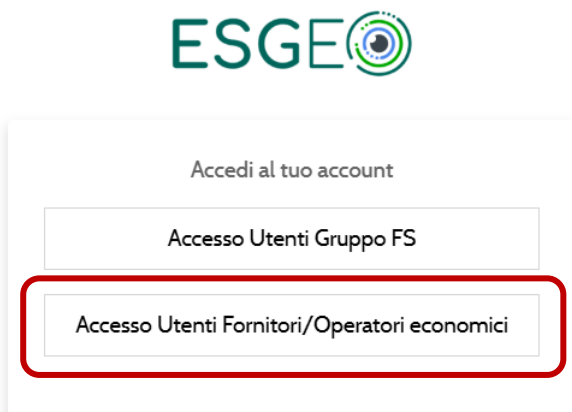 ESGEO
Accedi al tuo account
Accesso Utenti Gruppo FS
Accesso Utenti Fornitori/Operatori economici